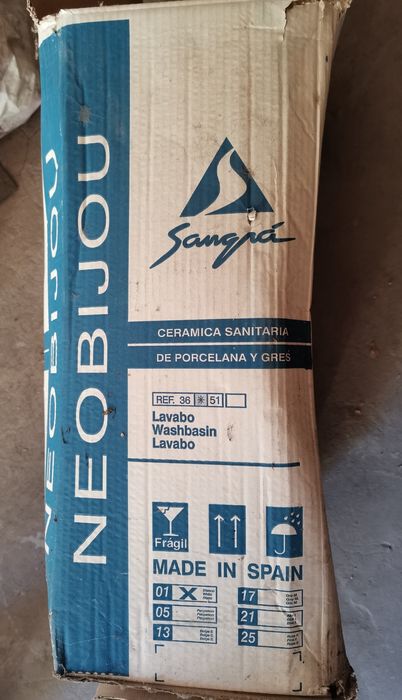 NEOBIJOU
NEOBIJOU
Sangrá
CERAMICA SANITARIA
DE PORCELANA Y GRES
REF. 36 * 51
Lavabo
Washbasin
Lavabo
Frágil
MADE IN SPAIN
01 X
17
05
21
13
25